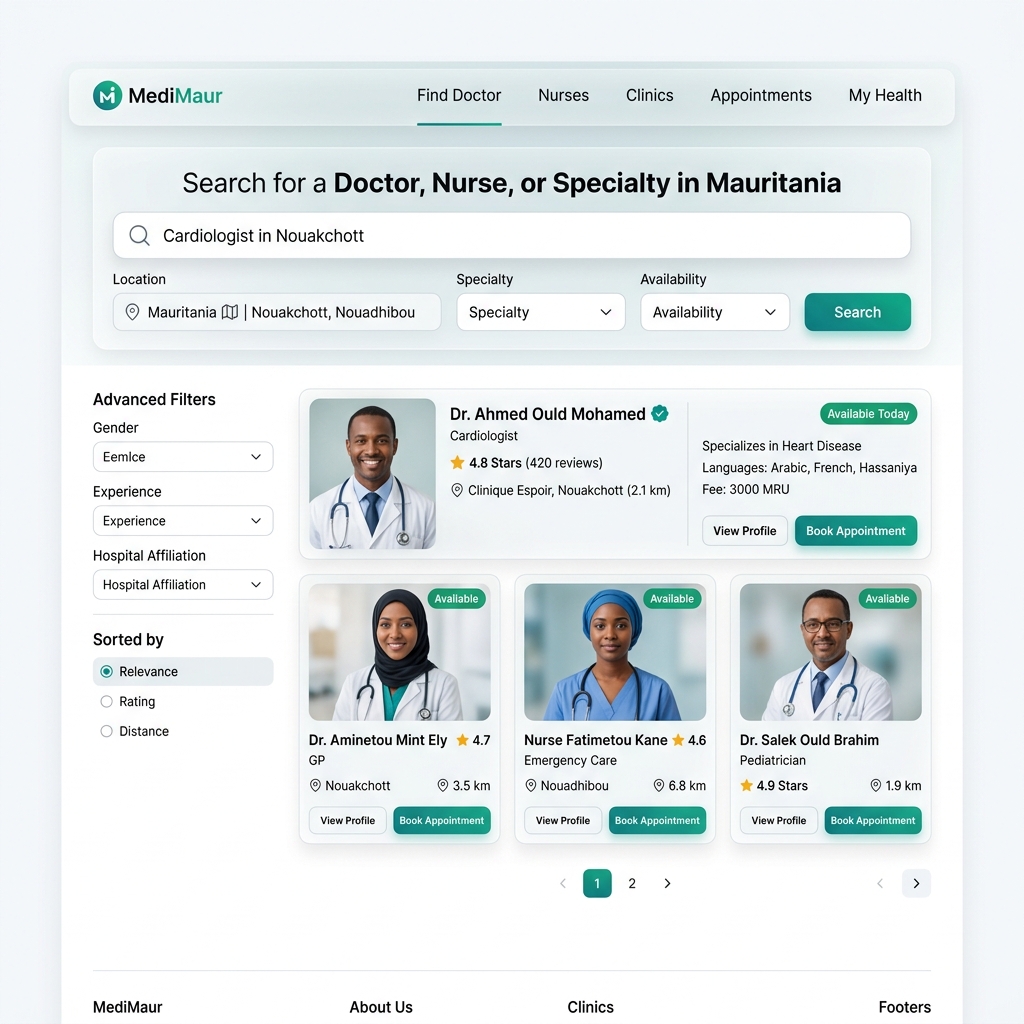 MediMaur
Find Doctor
Nurses
Clinics
Appointments
My Health
Search for a Doctor, Nurse, or Specialty in Mauritania
Cardiologist in Nouakchott
Location
Specialty
Availability
Mauritania | Nouakchott, Nouadhibou
Specialty
Availability
Search
Advanced Filters
Gender
Eemlce
Experience
Experience
Hospital Affiliation
Hospital Affiliation
Sorted by
Relevance
Rating
Distance
Dr. Ahmed Ould Mohamed
Cardiologist
4.8 Stars (420 reviews)
Clinique Espoir, Nouakchott (2.1 km)
Available Today
Specializes in Heart Disease
Languages: Arabic, French, Hassaniya
Fee: 3000 MRU
View Profile
Book Appointment
Avaliable
Dr. Aminetou Mint Ely 4.7
GP
Nouakchott 3.5 km
View Profile
Book Appointment
Available
Nurse Fatimetou Kane 4.6
Emergency Care
Nouadhibou 6.8 km
View Profile
Book Appointment
Avaliable
Dr. Salek Ould Brahim
Pediatrician
4.9 Stars 1.9 km
View Profile
Book Appointment
1 2
MediMaur
About Us
Clinics
Footers